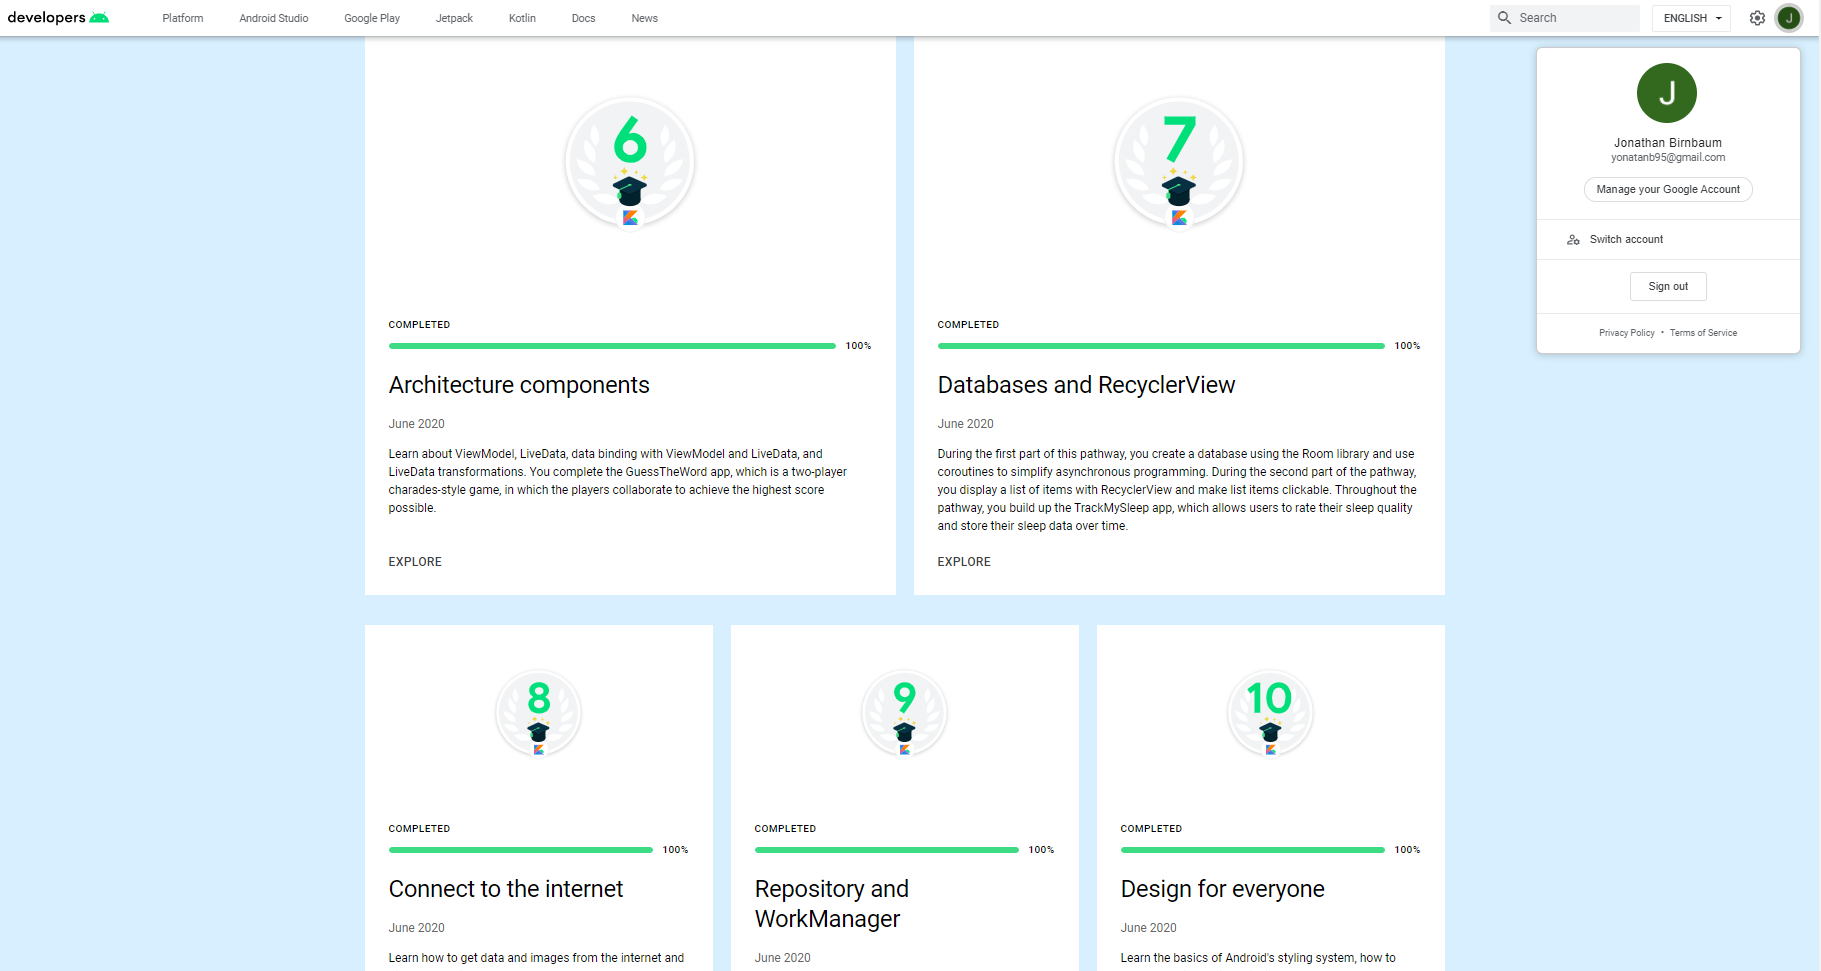 developers
Platform
Android Studio
Google Play
Jetpack
Kotlin
Docs
News
Search
ENGLISH
J
J
Jonathan Birnbaum
yonatanb95@gmail.com
Manage your Google Account
Switch account
Sign out
Privacy Policy • Terms of Service
6
COMPLETED
100%
Architecture components
June 2020
Learn about ViewModel, LiveData, data binding with ViewModel and LiveData, and
LiveData transformations. You complete the GuessTheWord app, which is a two-player
charades-style game, in which the players collaborate to achieve the highest score
possible.
EXPLORE
7
COMPLETED
100%
Databases and RecyclerView
June 2020
During the first part of this pathway, you create a database using the Room library and use
coroutines to simplify asynchronous programming. During the second part of the pathway,
you display a list of items with RecyclerView and make list items clickable. Throughout the
pathway, you build up the TrackMySleep app, which allows users to rate their sleep quality
and store their sleep data over time.
EXPLORE
8
COMPLETED
100%
Connect to the internet
June 2020
Learn how to get data and images from the internet and
9
COMPLETED
100%
Repository and
WorkManager
June 2020
10
COMPLETED
100%
Design for everyone
June 2020
Learn the basics of Android's styling system, how to